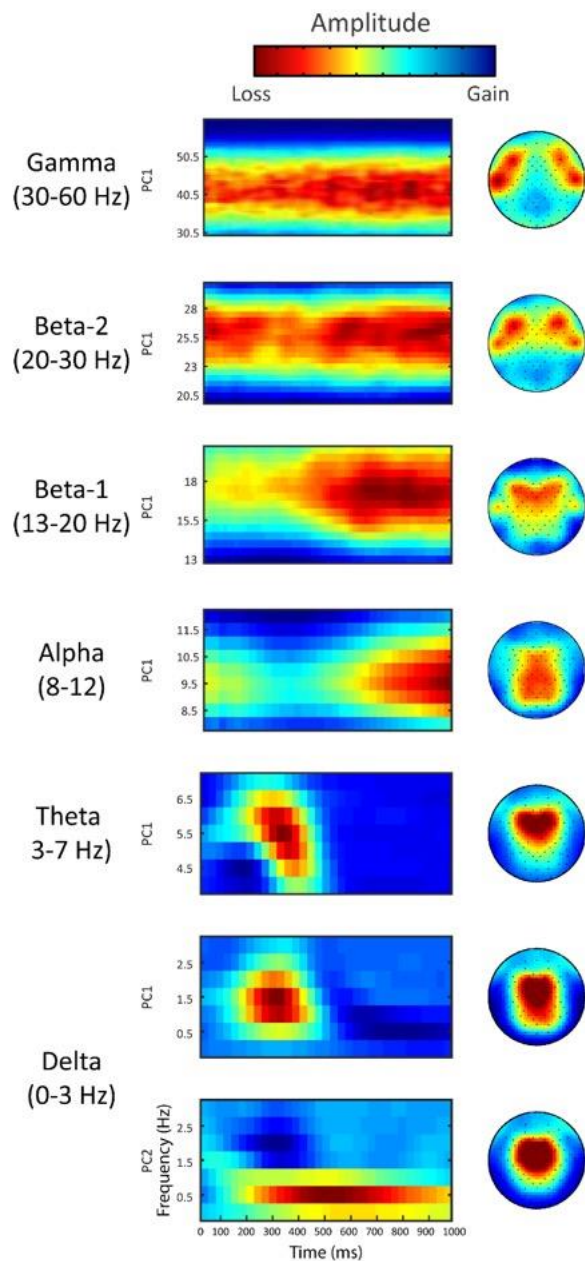 Amplitude
Loss Gain
Gamma
(30-60 Hz)
PC1
50.5
40.5
30.5
Beta-2
(20-30 Hz)
PC1
28
25.5
23
20.5
Beta-1
(13-20 Hz)
PC1
18
15.5
13
Alpha
(8-12)
PC1
11.5
10.5
9.5
8.5
Theta
3-7 Hz)
PC1
6.5
5.5
4.5
Delta
(0-3 Hz)
PC1
2.5
1.5
0.5
PC2
Frequency (Hz)
2.5
1.5
0.5
0 100 200 300 400 500 600 700 800 900 1000
Time (ms)